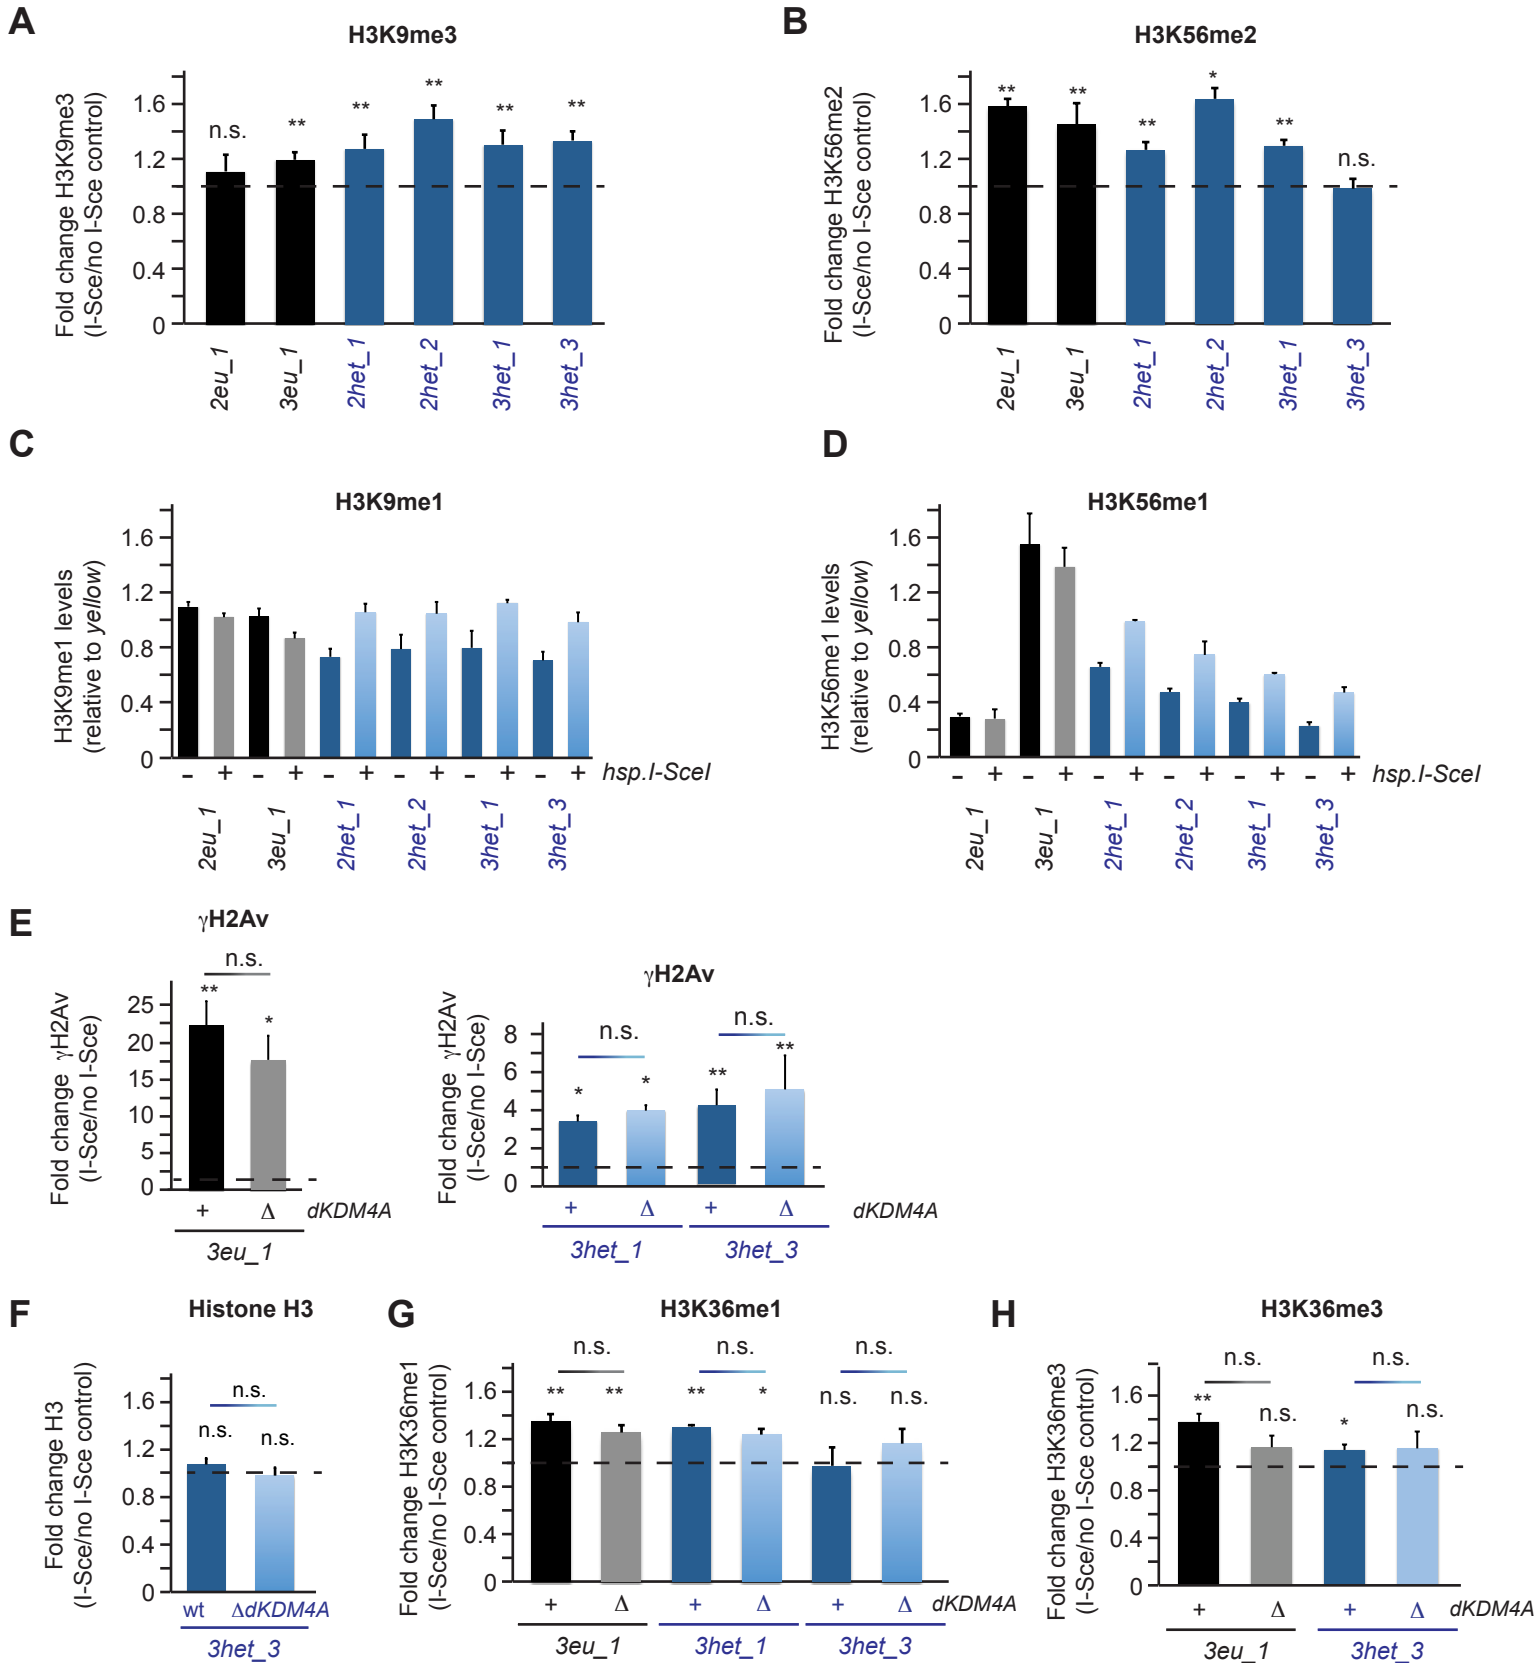 A
H3K9me3
Fold change H3K9me3
(I-Sce/no I-Sce control)
1.6
1.2
0.8
0.4
0
n.s.
**
**
**
**
**
2eu_1
3eu_1
2het_1
2het_2
3het_1
3het_3
B
H3K56me2
Fold change H3K56me2
(I-Sce/no I-Sce control)
1.6
1.2
0.8
0.4
0
**
**
**
*
**
n.s.
2eu_1
3eu_1
2het_1
2het_2
3het_1
3het_3
C
H3K9me1
H3K9me1 levels
(relative to yellow)
1.6
1.2
0.8
0.4
0
- + - + - + - + - + - + hsp.I-SceI
2eu_1
3eu_1
2het_1
2het_2
3het_1
3het_3
D
H3K56me1
H3K56me1 levels
(relative to yellow)
1.6
1.2
0.8
0.4
0
- + - + - + - + - + - + hsp.I-SceI
2eu_1
3eu_1
2het_1
2het_2
3het_1
3het_3
E
γH2Av
Fold change γH2Av
(I-Sce/no I-Sce)
25
20
15
10
5
0
n.s.
**
*
+ Δ dKDM4A
3eu_1
γH2Av
Fold change γH2Av
(I-Sce/no I-Sce)
8
6
4
2
0
n.s.
n.s.
*
*
**
**
+ Δ + Δ dKDM4A
3het_1
3het_3
F
Histone H3
Fold change H3
(I-Sce/no I-Sce control)
1.6
1.2
0.8
0.4
0
n.s.
n.s.
n.s.
wt ΔdKDM4A
3het_3
G
H3K36me1
Fold change H3K36me1
(I-Sce/no I-Sce control)
1.6
1.2
0.8
0.4
0
n.s.
n.s.
n.s.
**
**
**
*
n.s.
n.s.
+ Δ + Δ + Δ dKDM4A
3eu_1
3het_1
3het_3
H
H3K36me3
Fold change H3K36me3
(I-Sce/no I-Sce control)
1.6
1.2
0.8
0.4
0
n.s.
n.s.
**
n.s.
*
n.s.
+ Δ + Δ dKDM4A
3eu_1
3het_3